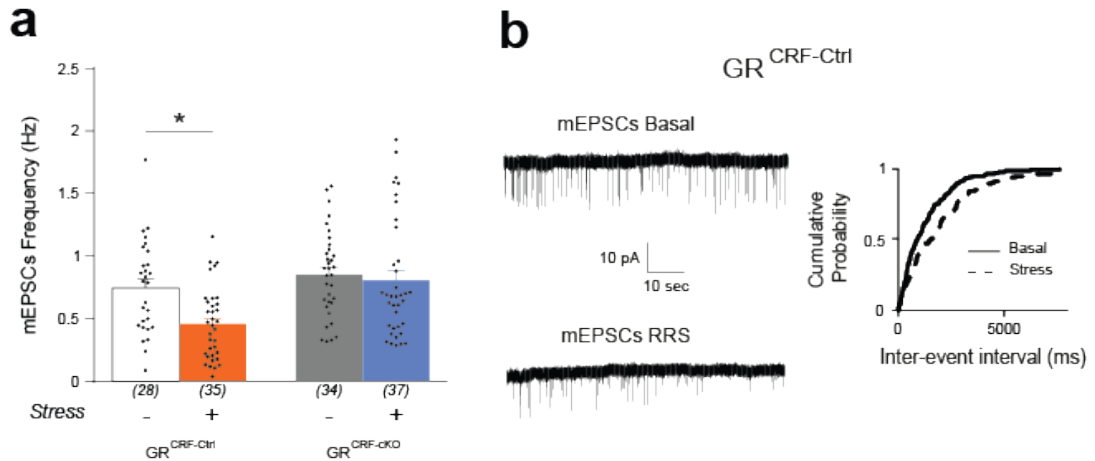 a
2.5
2
1.5
1
0.5
0
mEPSCs Frequency (Hz)
*
(28) (35) (34) (37)
Stress - + - +
GR CRF-Ctrl GR CRF-cKO
b
GR CRF-Ctrl
mEPSCs Basal
10 pA
10 sec
mEPSCs RRS
Cumulative
Probability
1
0.5
0
Basal
Stress
0 5000
Inter-event interval (ms)